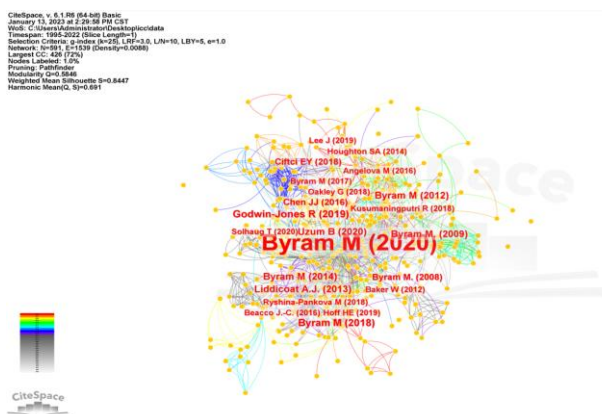 CiteSpace, v. 6.1.R6 (64-bit) Basic
January 13, 2023 at 2:29:58 PM CST
WoS: C:\Users\Administrator\Desktop\cc\data
Timespan: 1995-2022 (Slice Length=1)
Selection Criteria: g-index (k=25), LRF=3.0, L/N=10, LBY=5, e=1.0
Network: N=591, E=1539 (Density=0.0088)
Largest CC: 426 (72%)
Nodes Labeled: 1.0%
Pruning: Pathfinder
Modularity Q=0.5846
Weighted Mean Silhouette S=0.8447
Harmonic Mean(Q, S)=0.691
Lee J (2019)
Houghton SA (2014)
Ciftci EY (2018)
Angelova M (2016)
Byram M (2017)
Oakley G (2018)
Byram M (2012)
Chen JJ (2016)
Kusumaningputri R (2018)
Godwin-Jones R (2019)
Solhaug T (2020)
Uzum B (2020)
Byram, M. (2009)
Byram M (2020)
Byram M (2014)
Byram M. (2008)
Liddicoat A.J. (2013)
Baker W (2012)
Ryshina-Pankova M (2018)
Beacco J.-C. (2016)
Hoff HE (2019)
Byram M (2018)
CiteSpace